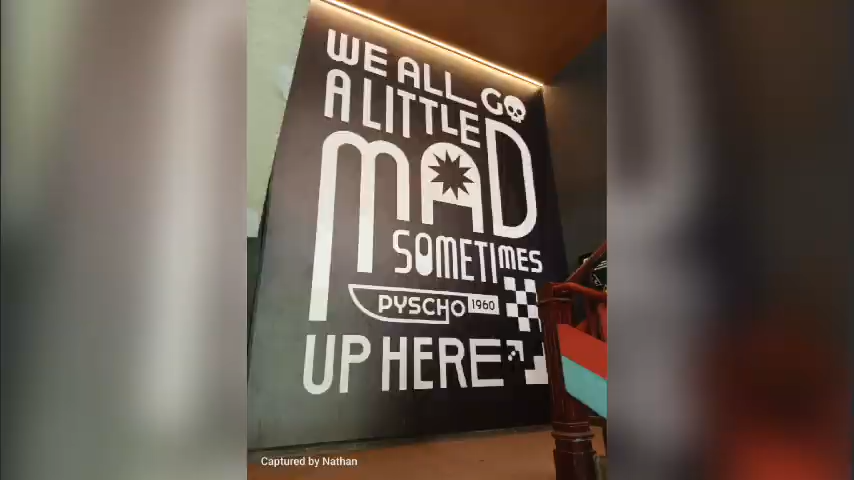 WE ALL GO
A LITTLE
MAD
SOMETIMES
PYSCHO 1960
UP HERE
Captured by Nathan